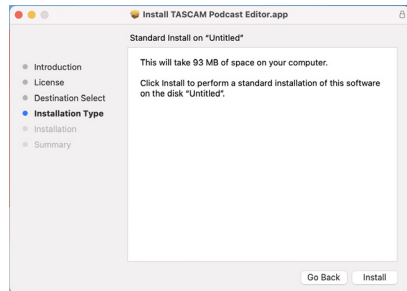 Install TASCAM Podcast Editor.app
Standard Install on “Untitled”
Introduction
License
Destination Select
Installation Type
Installation
Summary
This will take 93 MB of space on your computer.
Click Install to perform a standard installation of this software
on the disk “Untitled”.
Go Back
Install